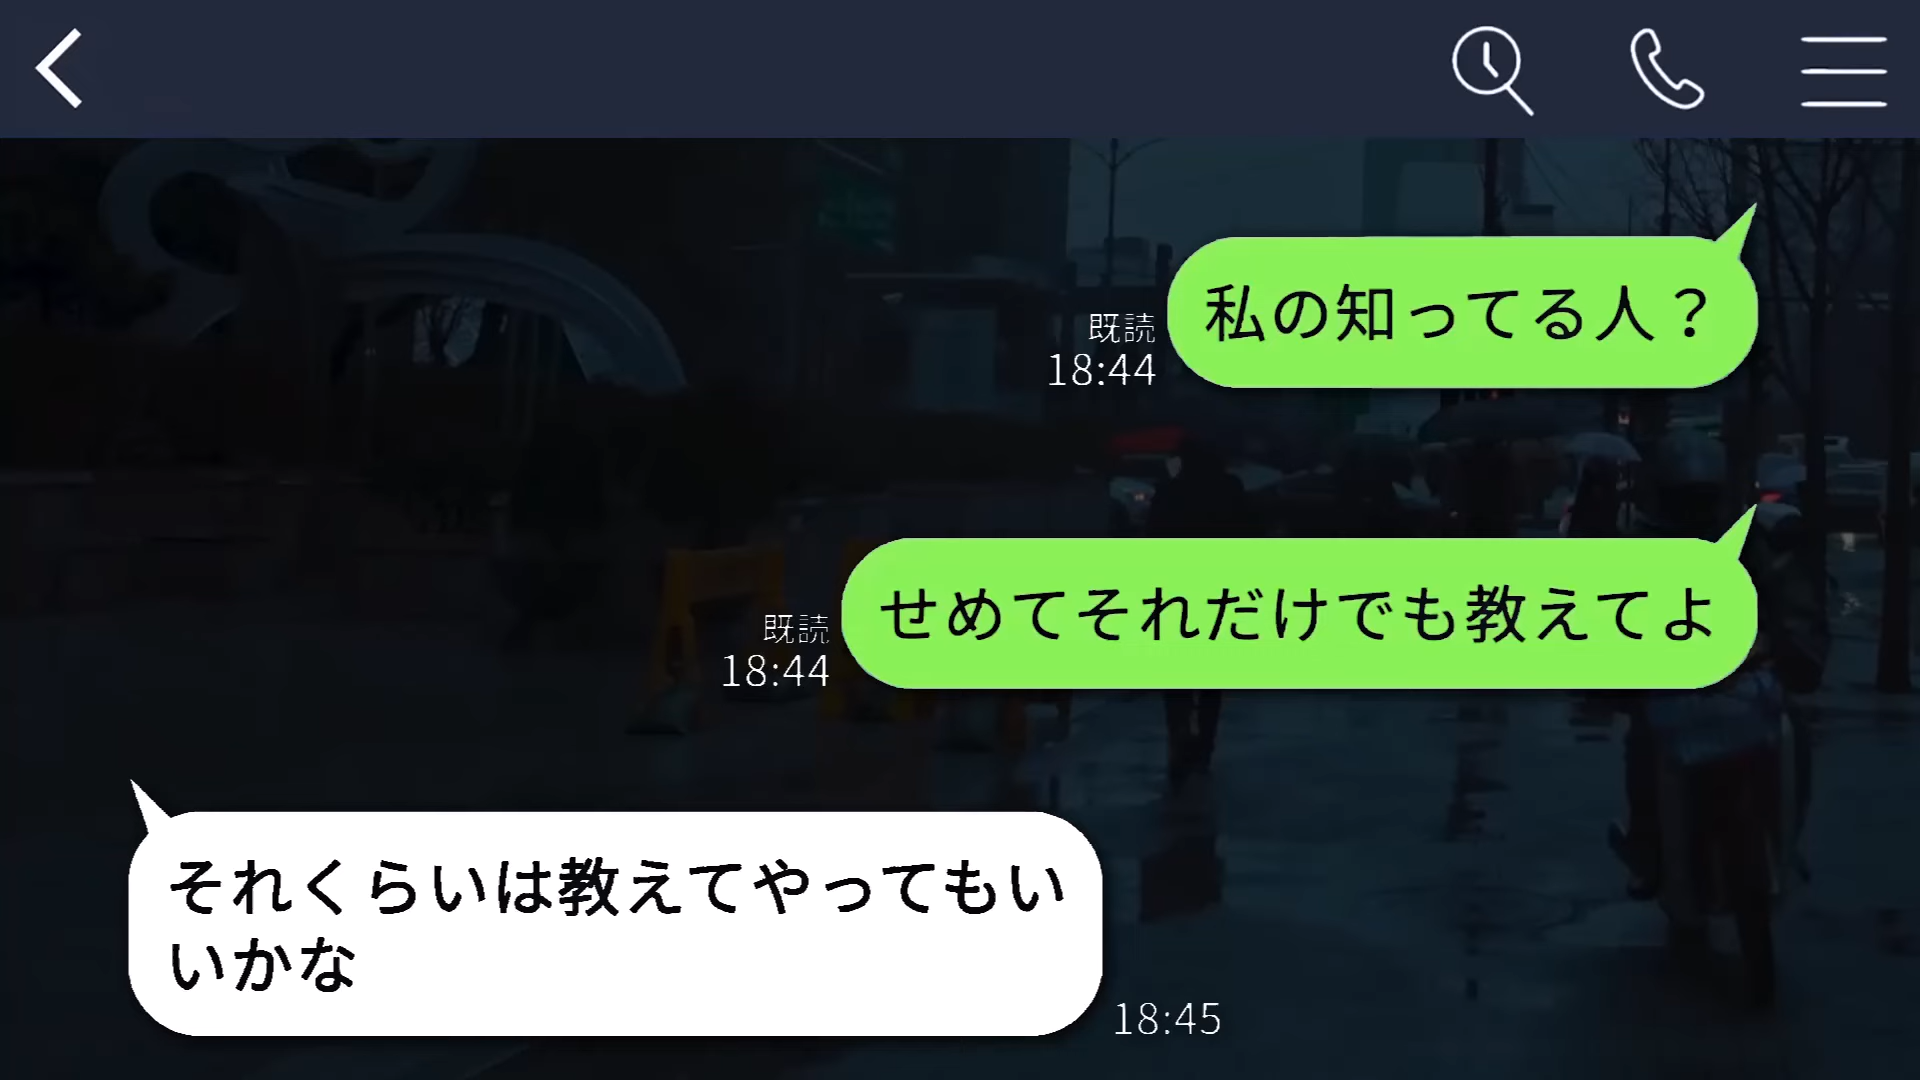 私の知ってる人？
既読
18:44
せめてそれだけでも教えてよ
既読
18:44
それくらいは教えてやってもい
いかな
18:45